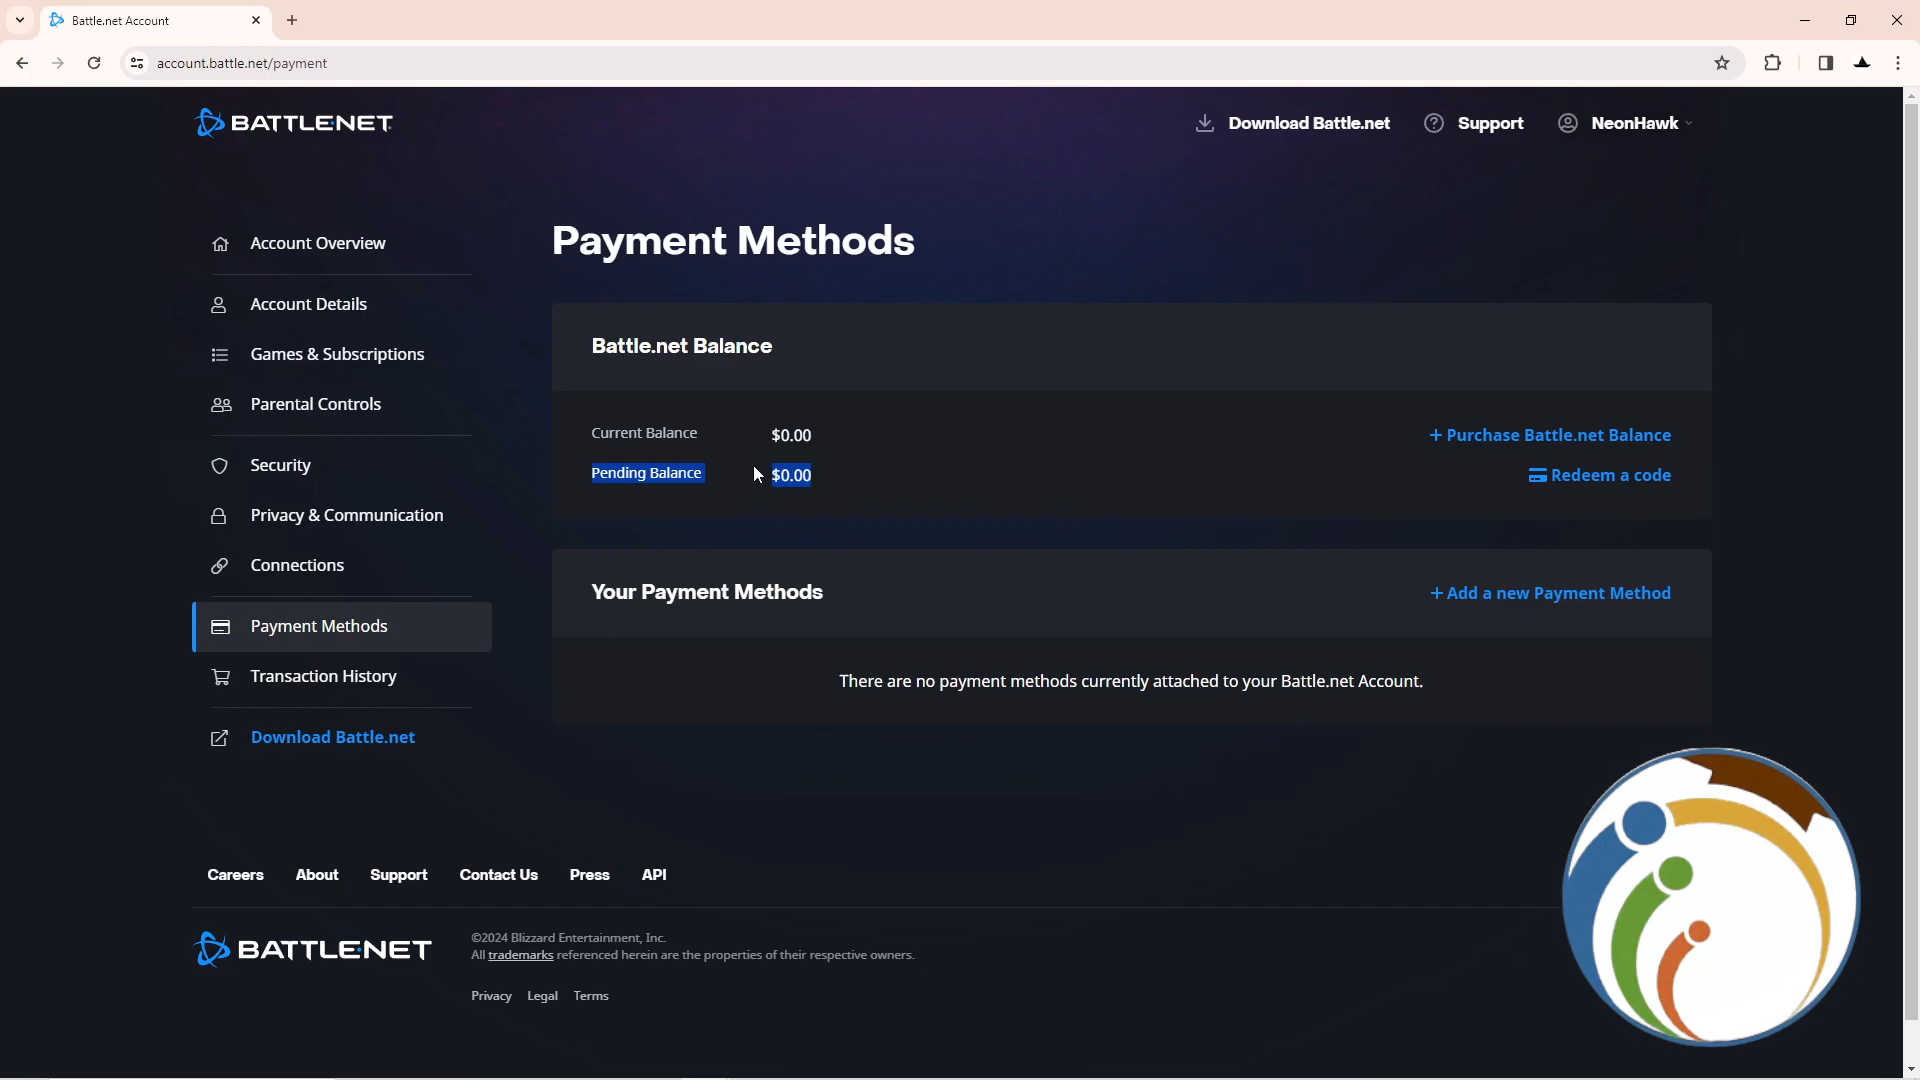 Battle.net Account
account.battle.net/payment
BATTLE.NET
Download Battle.net
Support
NeonHawk
Account Overview
Account Details
Games & Subscriptions
Parental Controls
Security
Privacy & Communication
Connections
Payment Methods
Transaction History
Download Battle.net
Payment Methods
Battle.net Balance
Current Balance $0.00
+ Purchase Battle.net Balance
Pending Balance $0.00
Redeem a code
Your Payment Methods
+ Add a new Payment Method
There are no payment methods currently attached to your Battle.net Account.
Careers About Support Contact Us Press API
BATTLE.NET
©2024 Blizzard Entertainment, Inc.
All trademarks referenced herein are the properties of their respective owners.
Privacy Legal Terms